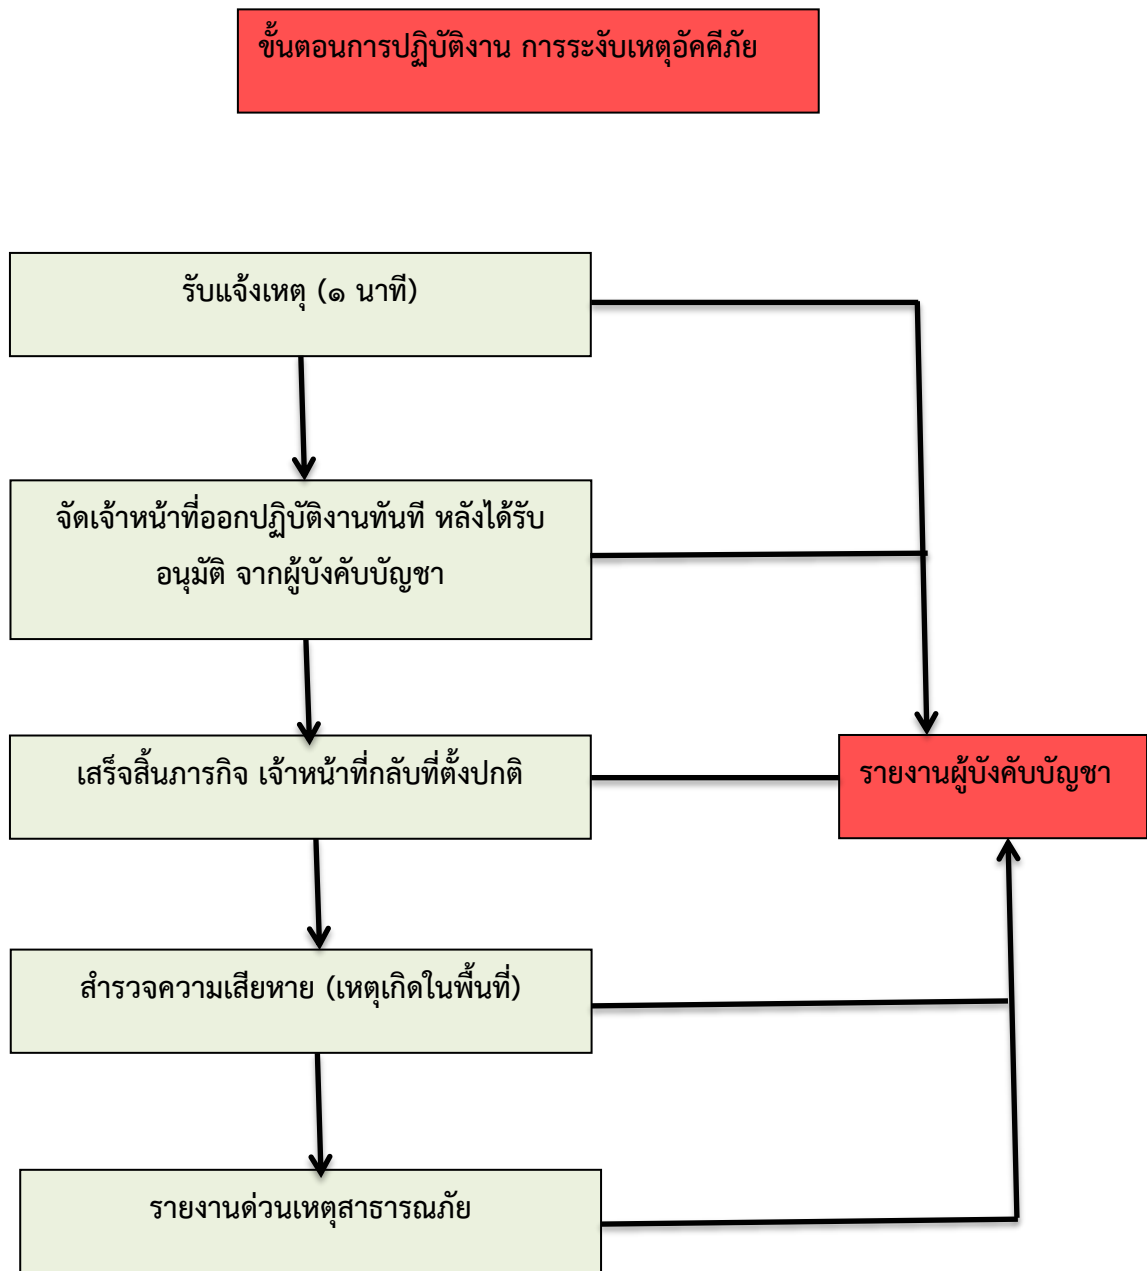 ขั้นตอนการปฏิบัติงาน การระงับเหตุอัคคีภัย
รับแจ้งเหตุ (๑ นาที)
จัดเจ้าหน้าที่ออกปฏิบัติงานทันที หลังได้รับ
อนุมัติ จากผู้บังคับบัญชา
เสร็จสิ้นภารกิจ เจ้าหน้าที่กลับที่ตั้งปกติ
รายงานผู้บังคับบัญชา
สำรวจความเสียหาย (เหตุเกิดในพื้นที่)
รายงานด่วนเหตุสาธารณภัย